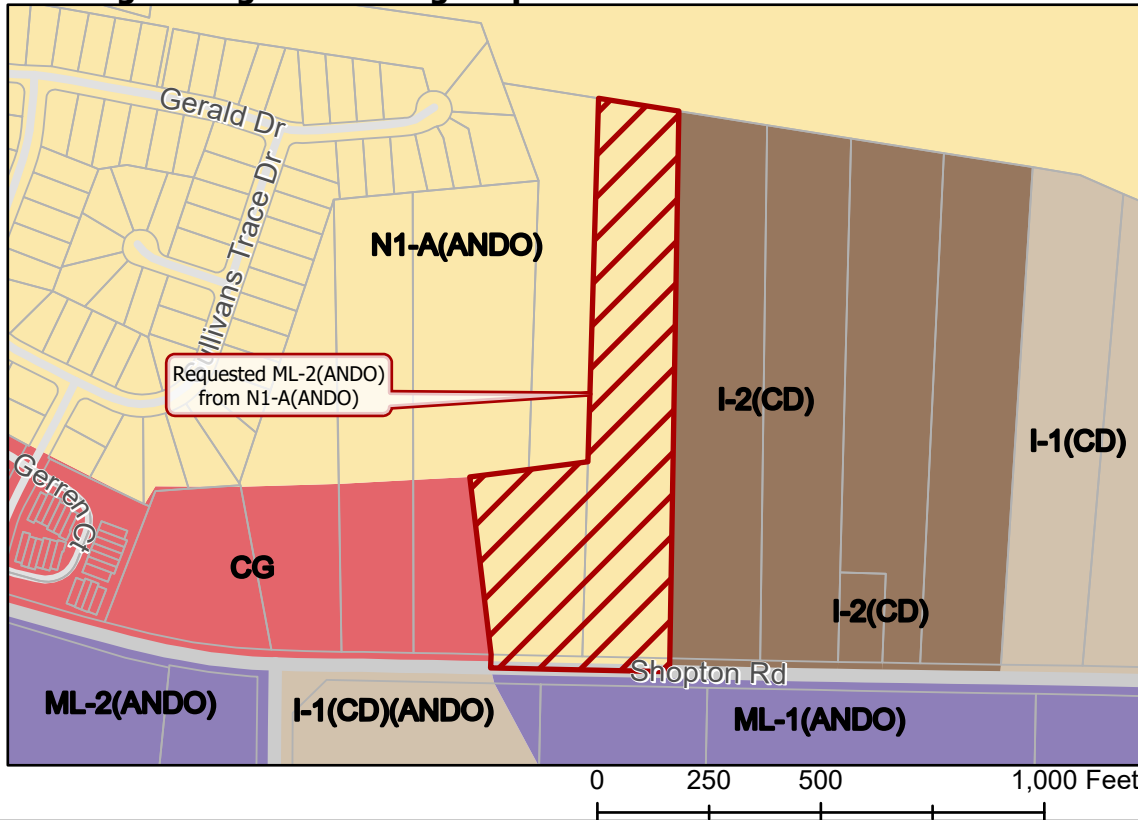 Gerald Dr
Sullivans Trace Dr
N1-A(ANDO)
Requested ML-2(ANDO)
from N1-A(ANDO)
I-2(CD)
I-1(CD)
Gerren Ct
CG
I-2(CD)
Shopton Rd
ML-2(ANDO)
I-1(CD)(ANDO)
ML-1(ANDO)
0 250 500 1,000 Feet